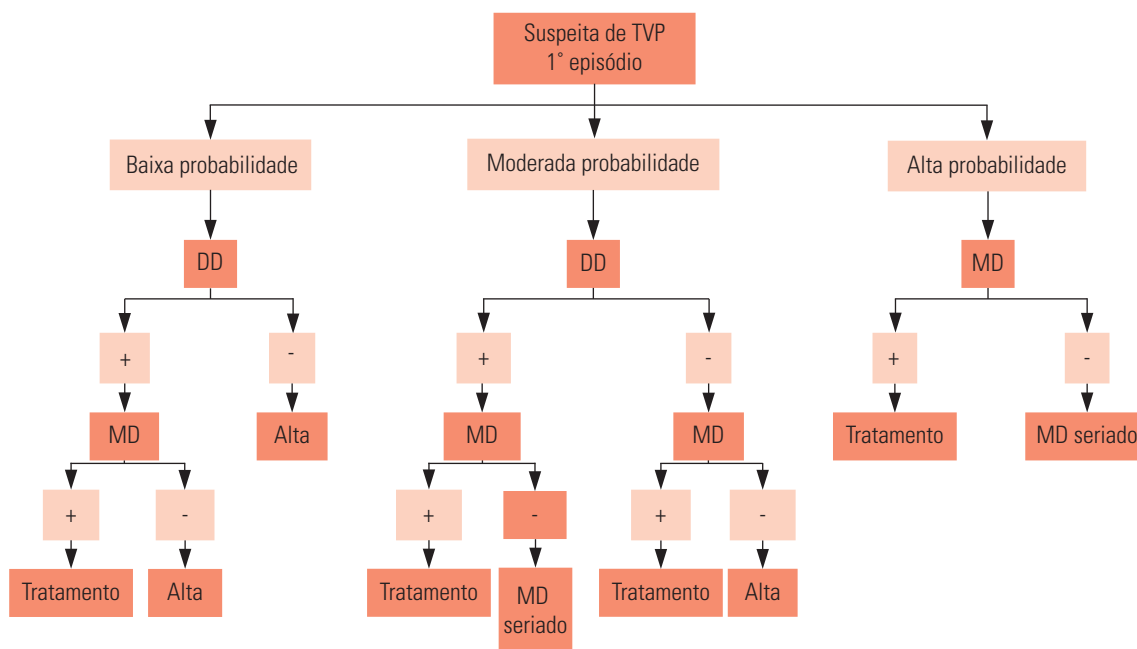 Suspeita de TVP
1° episódio
Baixa probabilidade
Moderada probabilidade
Alta probabilidade
DD
DD
MD
+
-
+
-
+
-
MD
Alta
MD
MD
Tratamento
MD seriado
+
-
+
-
+
-
Tratamento
Alta
Tratamento
MD
seriado
Tratamento
Alta